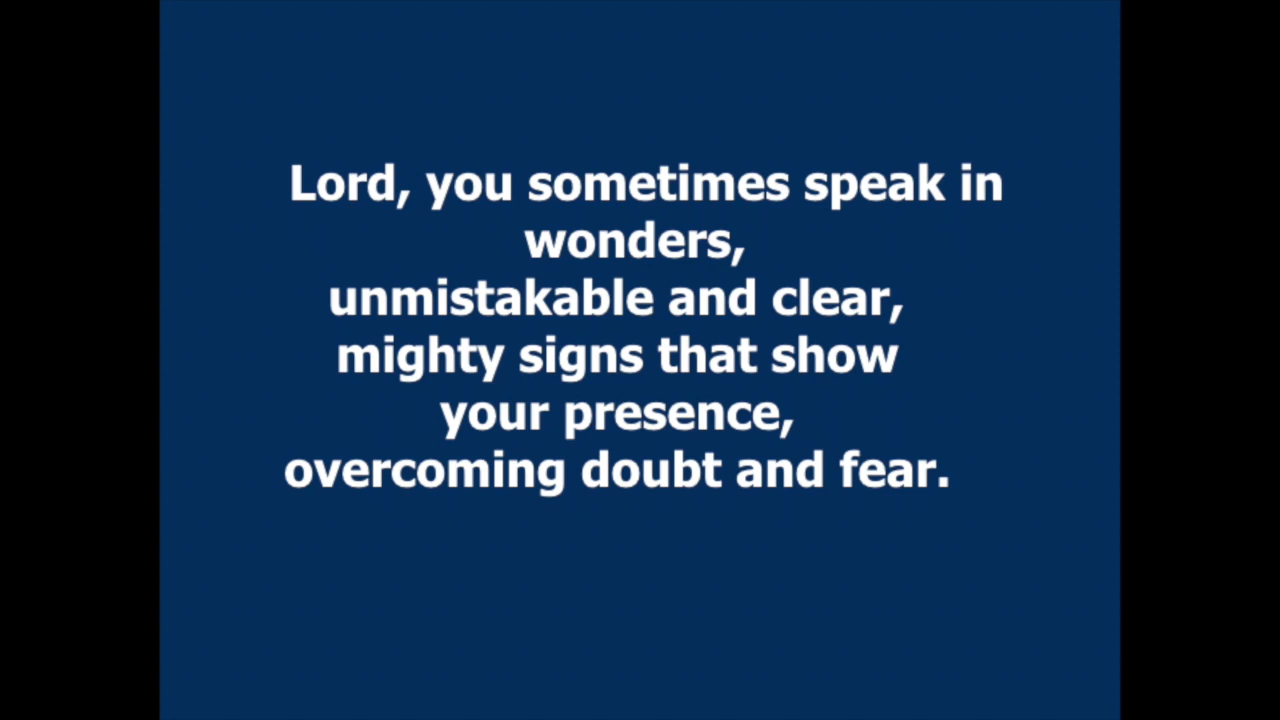 Lord, you sometimes speak in
wonders,
unmistakable and clear,
mighty signs that show
your presence,
overcoming doubt and fear.